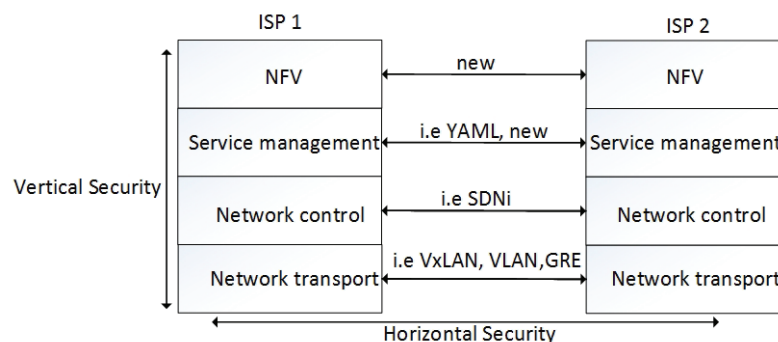 ISP 1
ISP 2
NFV
new
NFV
Service management
i.e YAML, new
Service management
Vertical Security
Network control
i.e SDNi
Network control
i.e VxLAN, VLAN,GRE
Network transport
Network transport
Horizontal Security